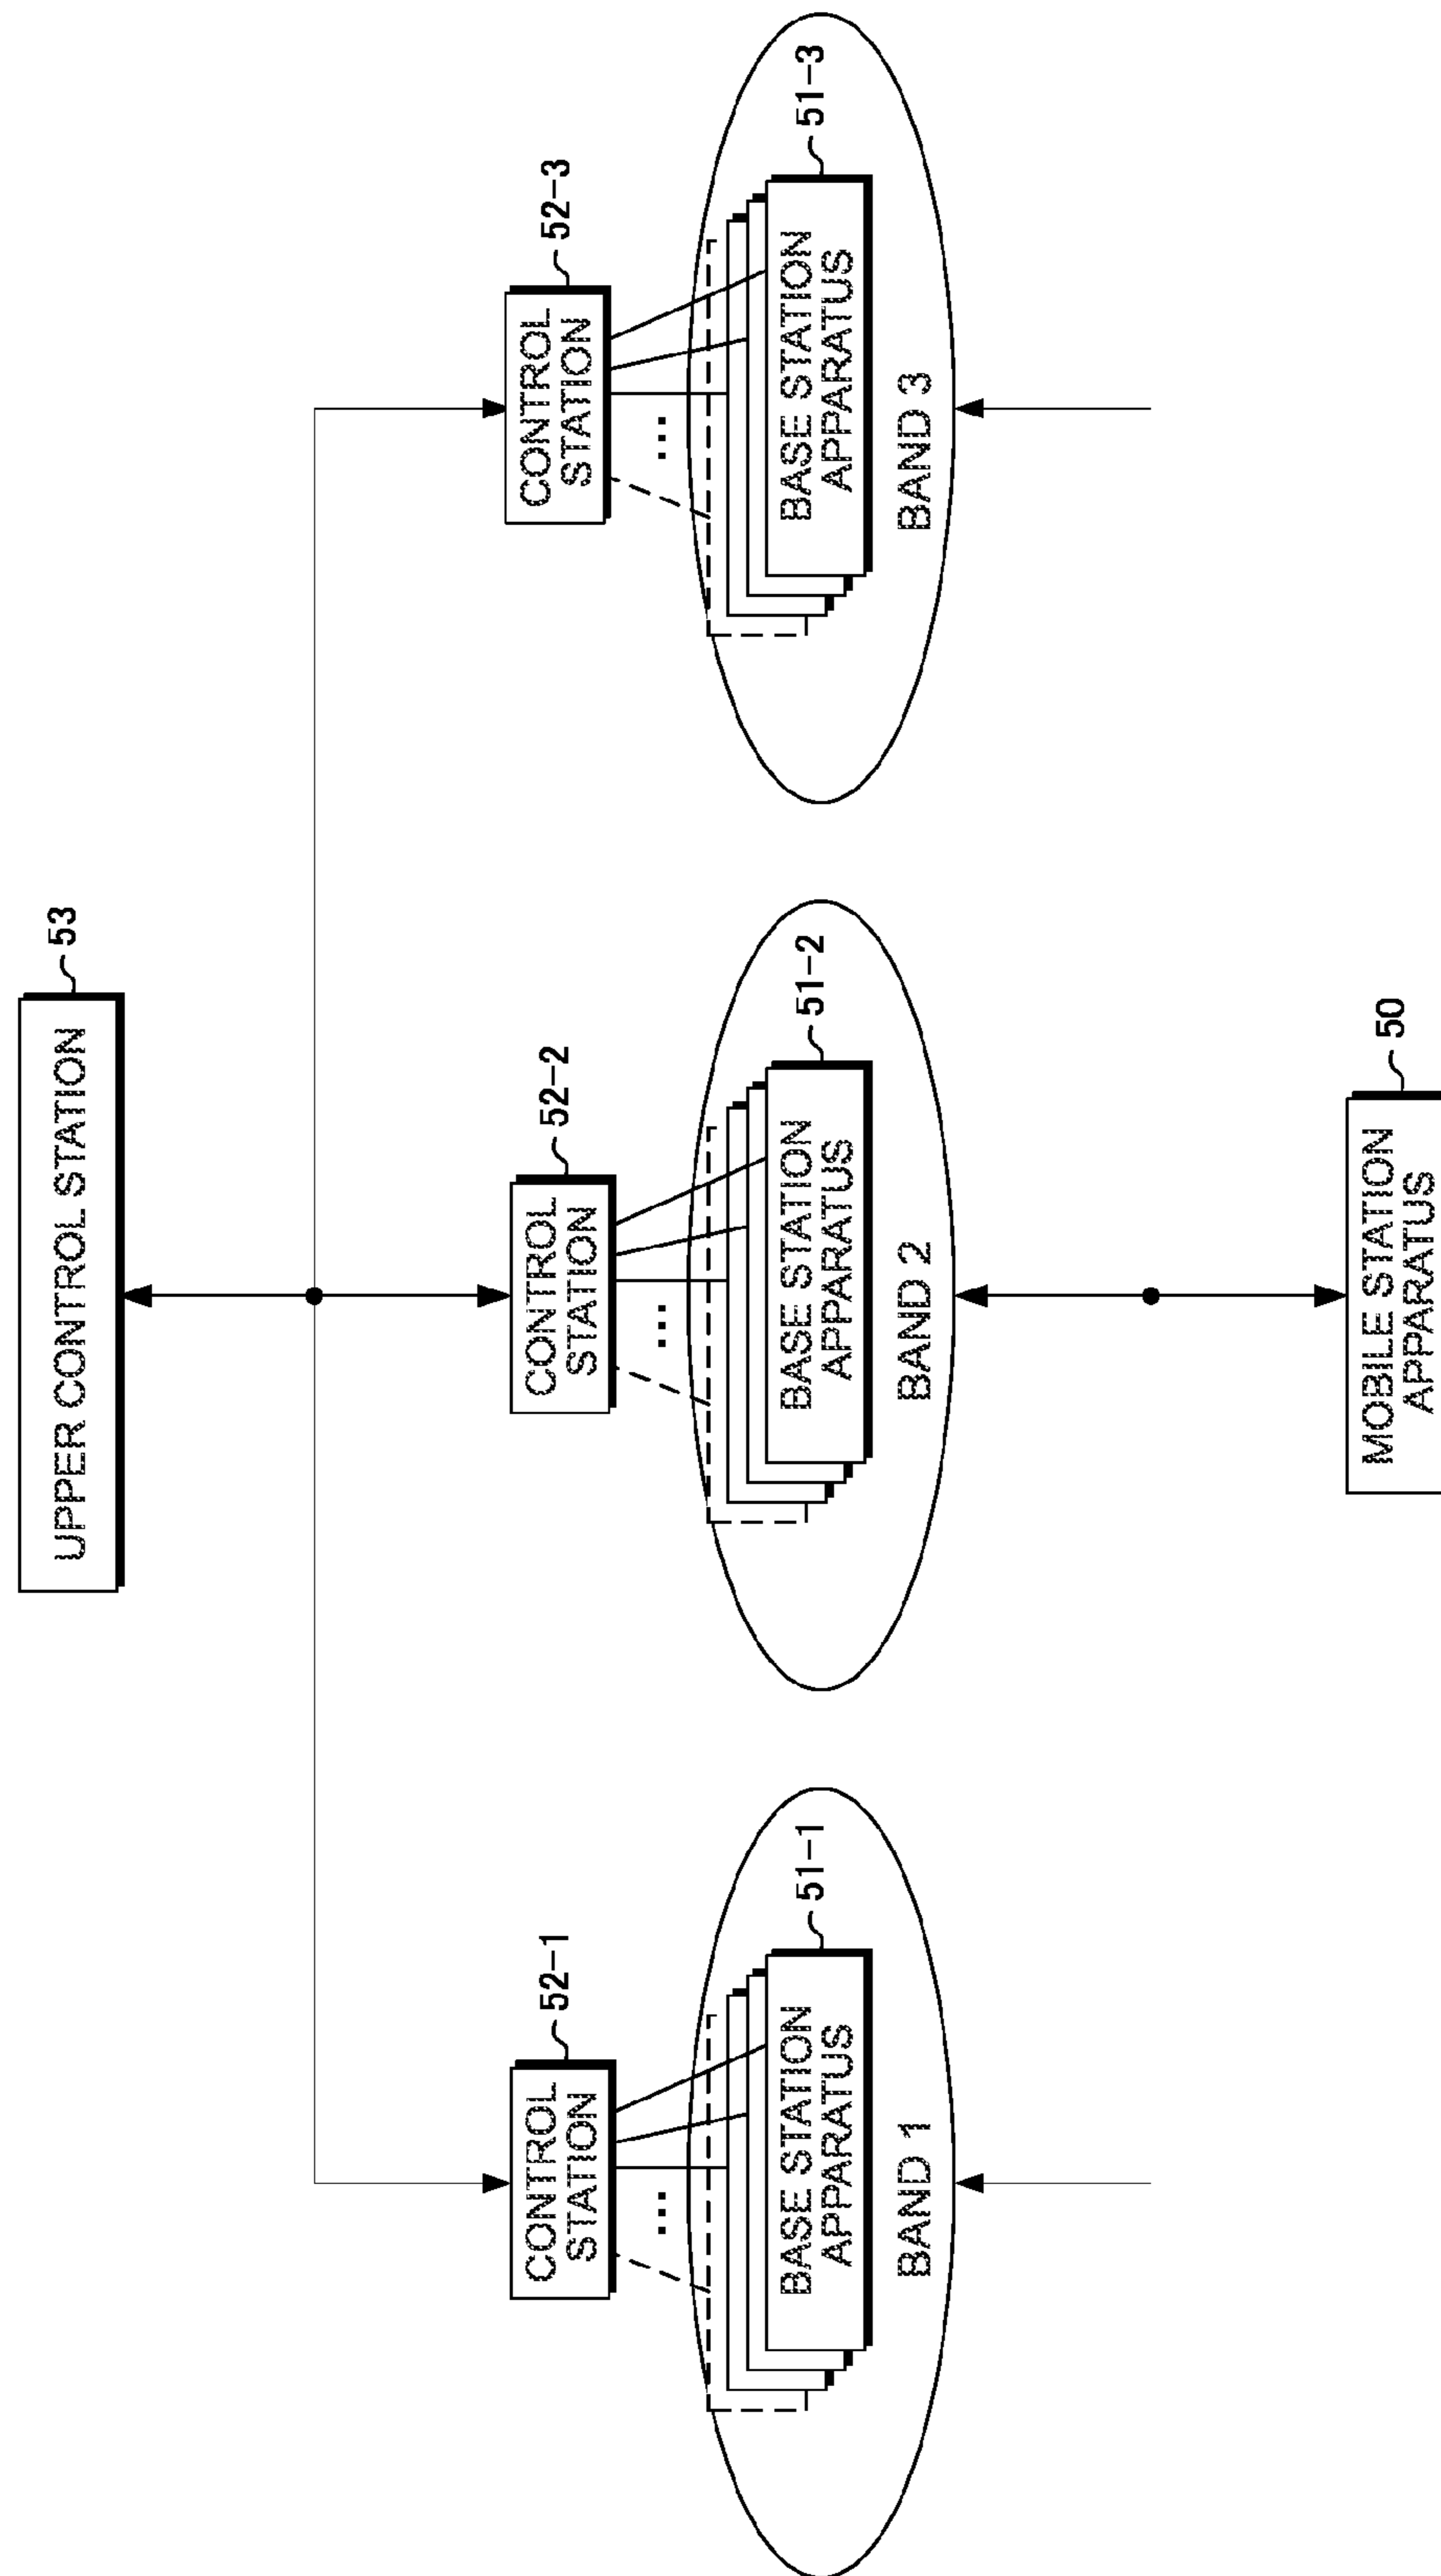 UPPER CONTROL STATION
53
CONTROL
STATION
52-1
CONTROL
STATION
52-2
CONTROL
STATION
52-3
...
...
...
BASE STATION
APPARATUS
51-1
BASE STATION
APPARATUS
51-2
BASE STATION
APPARATUS
51-3
BAND 1
BAND 2
BAND 3
MOBILE STATION
APPARATUS
50